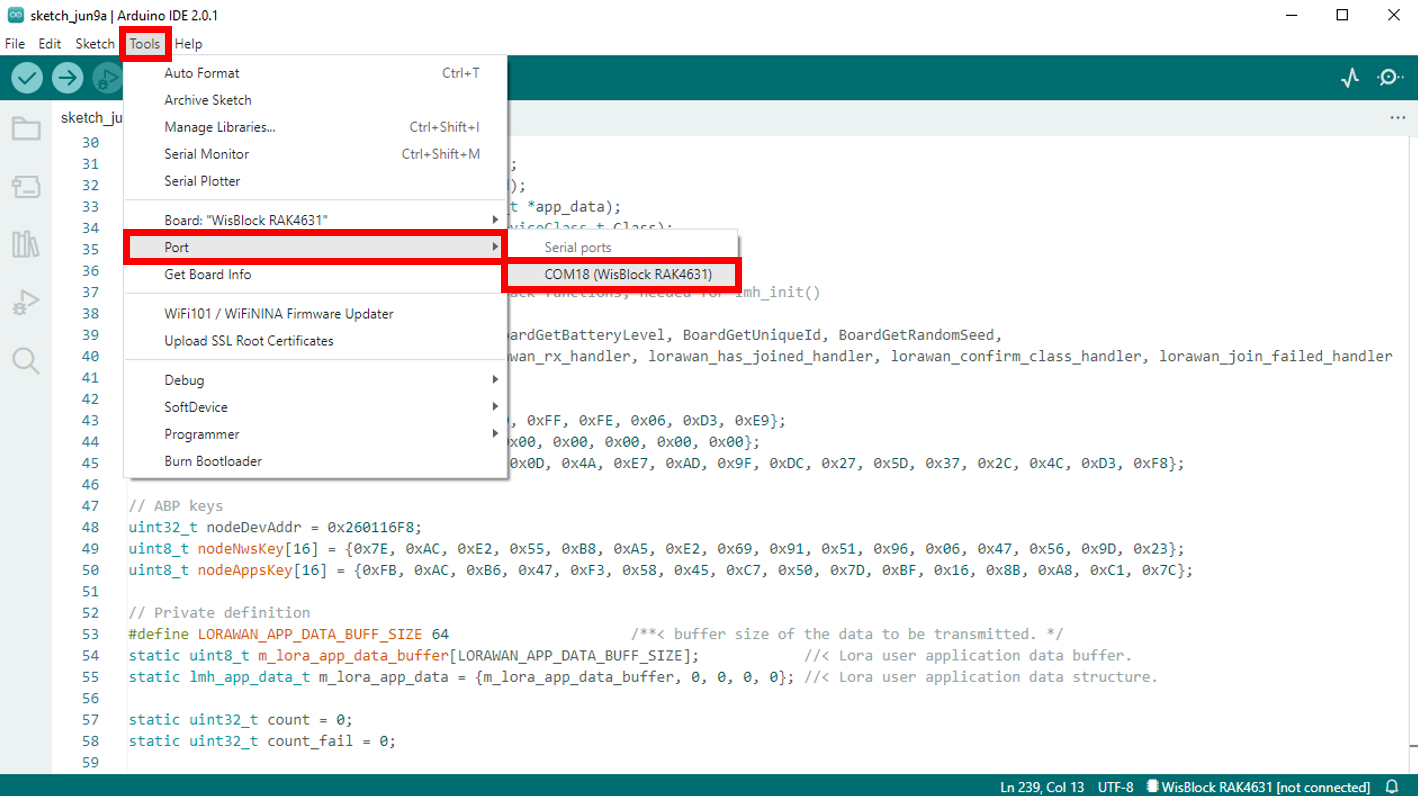 sketch_jun9a | Arduino IDE 2.0.1
File Edit Sketch Tools Help
Auto Format Ctrl+T
Archive Sketch
Manage Libraries... Ctrl+Shift+I
Serial Monitor Ctrl+Shift+M
Serial Plotter
Board: "WisBlock RAK4631"
Port
Get Board Info
WiFi101 / WiFiNINA Firmware Updater
Upload SSL Root Certificates
Debug
SoftDevice
Programmer
Burn Bootloader
Serial ports
COM18 (WisBlock RAK4631)
sketch_ju
30
31 ;
32 );
33 *app_data);
34
35
36
37 lmh_init()
38
39 BoardGetBatteryLevel, BoardGetUniqueId, BoardGetRandomSeed,
40 wan_rx_handler, lorawan_has_joined_handler, lorawan_confirm_class_handler, lorawan_join_failed_handler
41
42
43 , 0xFF, 0xFE, 0x06, 0xD3, 0xE9};
44 0x00, 0x00, 0x00, 0x00, 0x00};
45 0x0D, 0x4A, 0xE7, 0xAD, 0x9F, 0xDC, 0x27, 0x5D, 0x37, 0x2C, 0x4C, 0xD3, 0xF8};
46
47 // ABP keys
48 uint32_t nodeDevAddr = 0x260116F8;
49 uint8_t nodeNwsKey[16] = {0x7E, 0xAC, 0xE2, 0x55, 0xB8, 0xA5, 0xE2, 0x69, 0x91, 0x51, 0x96, 0x06, 0x47, 0x56, 0x9D, 0x23};
50 uint8_t nodeAppsKey[16] = {0xFB, 0xAC, 0xB6, 0x47, 0xF3, 0x58, 0x45, 0xC7, 0x50, 0x7D, 0xBF, 0x16, 0x8B, 0xA8, 0xC1, 0x7C};
51
52 // Private definition
53 #define LORAWAN_APP_DATA_BUFF_SIZE 64 /**< buffer size of the data to be transmitted. */
54 static uint8_t m_lora_app_data_buffer[LORAWAN_APP_DATA_BUFF_SIZE]; //< Lora user application data buffer.
55 static lmh_app_data_t m_lora_app_data = {m_lora_app_data_buffer, 0, 0, 0, 0}; //< Lora user application data structure.
56
57 static uint32_t count = 0;
58 static uint32_t count_fail = 0;
59
Ln 239, Col 13 UTF-8 WisBlock RAK4631 [not connected]